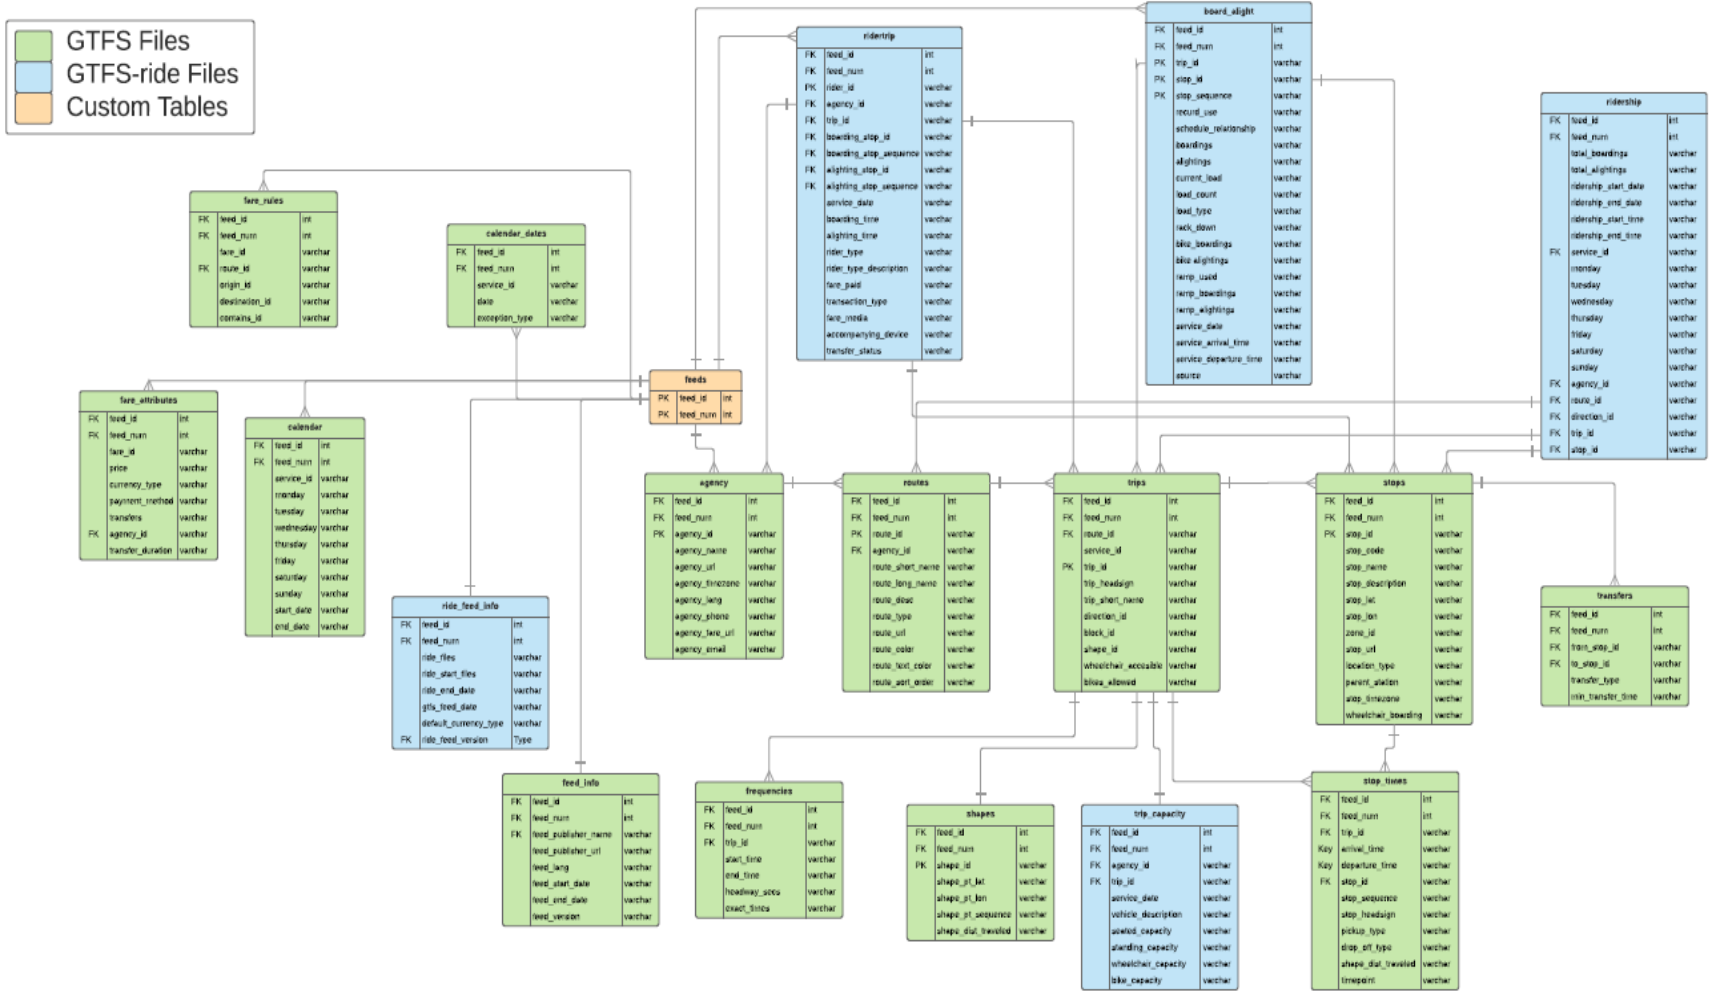 GTFS Files
GTFS-ride Files
Custom Tables
board_alight
FK feed_id int
FK feed_num int
PK trip_id varchar
PK stop_id varchar
PK stop_sequence varchar
record_use varchar
schedule_relationship varchar
boardings varchar
alightings varchar
current_load varchar
load_count varchar
load_type varchar
rack_down varchar
bike_boardings varchar
bike alightings varchar
ramp_used varchar
ramp_boardings varchar
ramp_alightings varchar
service_date varchar
service_arrival_time varchar
service_departure_time varchar
source varchar
ridertrip
FK feed_id int
FK feed_num int
PK rider_id varchar
FK agency_id varchar
FK trip_id varchar
FK boarding_stop_id varchar
FK boarding_stop_sequence varchar
FK alighting_stop_id varchar
FK alighting_stop_sequence varchar
service_date varchar
boarding_time varchar
alighting_time varchar
rider_type varchar
rider_type_description varchar
fare_paid varchar
transaction_type varchar
fare_media varchar
accompanying_device varchar
transfer_status varchar
ridership
FK feed_id int
FK feed_num int
total_boardings varchar
total_alightings varchar
ridership_start_date varchar
ridership_end_date varchar
ridership_start_time varchar
ridership_end_time varchar
FK service_id varchar
monday varchar
tuesday varchar
wednesday varchar
thursday varchar
friday varchar
saturday varchar
sunday varchar
FK agency_id varchar
FK route_id varchar
FK direction_id varchar
FK trip_id varchar
FK stop_id varchar
fare_rules
FK feed_id int
FK feed_num int
fare_id varchar
FK route_id varchar
origin_id varchar
destination_id varchar
contains_id varchar
calendar_dates
FK feed_id int
FK feed_num int
service_id varchar
date varchar
exception_type varchar
feeds
PK feed_id int
PK feed_num int
fare_attributes
FK feed_id int
FK feed_num int
fare_id varchar
price varchar
currency_type varchar
payment_method varchar
transfers varchar
FK agency_id varchar
transfer_duration varchar
calendar
FK feed_id int
FK feed_num int
service_id varchar
monday varchar
tuesday varchar
wednesday varchar
thursday varchar
friday varchar
saturday varchar
sunday varchar
start_date varchar
end_date varchar
agency
FK feed_id int
FK feed_num int
PK agency_id varchar
agency_name varchar
agency_url varchar
agency_timezone varchar
agency_lang varchar
agency_phone varchar
agency_fare_url varchar
agency_email varchar
routes
FK feed_id int
FK feed_num int
PK route_id varchar
FK agency_id varchar
route_short_name varchar
route_long_name varchar
route_desc varchar
route_type varchar
route_url varchar
route_color varchar
route_text_color varchar
route_sort_order varchar
trips
FK feed_id int
FK feed_num int
FK route_id varchar
service_id varchar
PK trip_id varchar
trip_headsign varchar
trip_short_name varchar
direction_id varchar
block_id varchar
shape_id varchar
wheelchair_accesible varchar
bikes_allowed varchar
stops
FK feed_id int
FK feed_num int
PK stop_id varchar
stop_code varchar
stop_name varchar
stop_description varchar
stop_lat varchar
stop_lon varchar
zone_id varchar
stop_url varchar
location_type varchar
parent_station varchar
stop_timezone varchar
wheelchair_boarding varchar
transfers
FK feed_id int
FK feed_num int
FK from_stop_id varchar
FK to_stop_id varchar
transfer_type varchar
min_transfer_time varchar
ride_feed_info
FK feed_id int
FK feed_num int
ride_files varchar
ride_start_files varchar
ride_end_date varchar
gtfs_feed_date varchar
default_currency_type varchar
FK ride_feed_version Type
feed_info
FK feed_id int
FK feed_num int
FK feed_publisher_name varchar
feed_publisher_url varchar
feed_lang varchar
feed_start_date varchar
feed_end_date varchar
feed_version varchar
frequencies
FK feed_id int
FK feed_num int
FK trip_id varchar
start_time varchar
end_time varchar
headway_secs varchar
exact_times varchar
shapes
FK feed_id int
FK feed_num int
PK shape_id varchar
shape_pt_lat varchar
shape_pt_lon varchar
shape_pt_sequence varchar
shape_dist_traveled varchar
trip_capacity
FK feed_id int
FK feed_num int
FK agency_id varchar
FK trip_id varchar
service_date varchar
vehicle_description varchar
seated_capacity varchar
standing_capacity varchar
wheelchair_capacity varchar
bike_capacity varchar
stop_times
FK feed_id int
FK feed_num int
FK trip_id varchar
Key arrival_time varchar
Key departure_time varchar
FK stop_id varchar
stop_sequence varchar
stop_headsign varchar
pickup_type varchar
drop_off_type varchar
shape_dist_traveled varchar
timepoint varchar